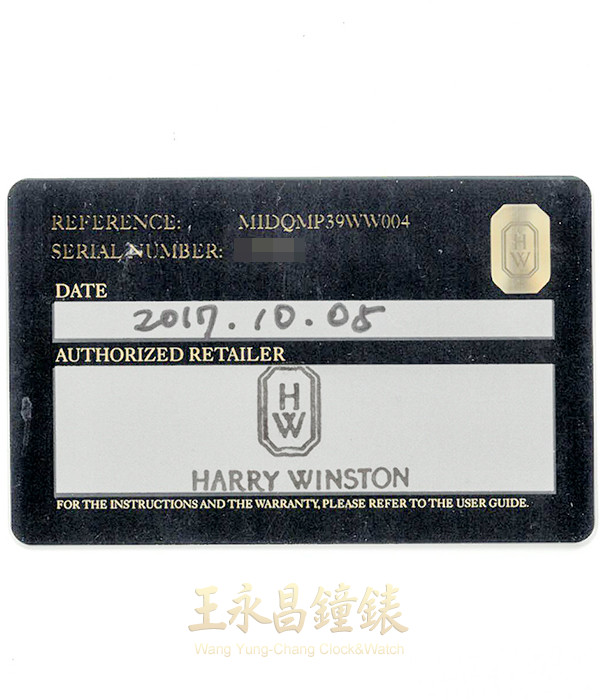 REFERENCE: MIDQMP39WW004
SERIAL NUMBER:
HW
DATE
2017.10.05
AUTHORIZED RETAILER
HW
HARRY WINSTON
FOR THE INSTRUCTIONS AND THE WARRANTY, PLEASE REFER TO THE USER GUIDE.
王永昌鐘錶
Wang Yung-Chang Clock&Watch